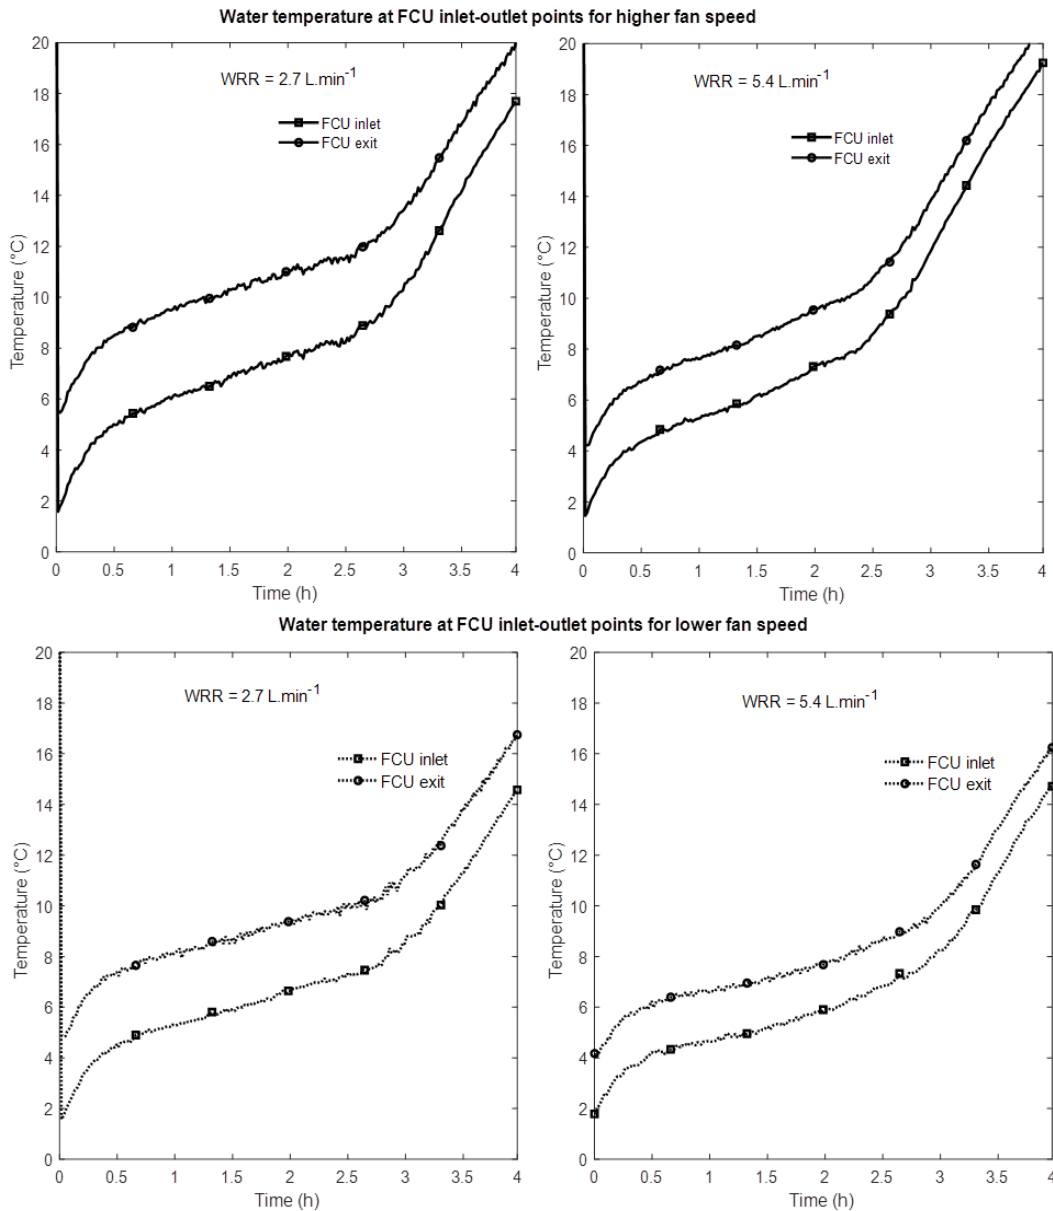 Water temperature at FCU inlet-outlet points for higher fan speed
WRR = 2.7 L.min-1
FCU inlet
FCU exit
Temperature (°C)
20
18
16
14
12
10
8
6
4
2
0
0 0.5 1 1.5 2 2.5 3 3.5 4
Time (h)
WRR = 5.4 L.min-1
FCU inlet
FCU exit
Temperature (°C)
20
18
16
14
12
10
8
6
4
2
0
0 0.5 1 1.5 2 2.5 3 3.5 4
Time (h)
Water temperature at FCU inlet-outlet points for lower fan speed
WRR = 2.7 L.min-1
FCU inlet
FCU exit
Temperature (°C)
20
18
16
14
12
10
8
6
4
2
0
0 0.5 1 1.5 2 2.5 3 3.5 4
Time (h)
WRR = 5.4 L.min-1
FCU inlet
FCU exit
Temperature (°C)
20
18
16
14
12
10
8
6
4
2
0
0 0.5 1 1.5 2 2.5 3 3.5 4
Time (h)